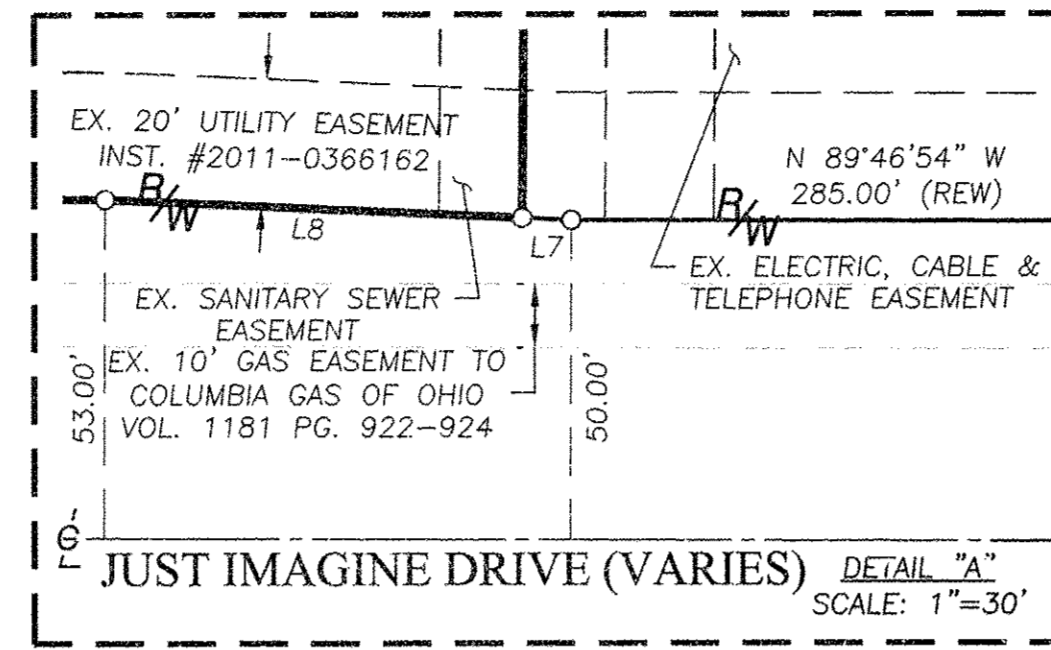 EX. 20' UTILITY EASEMENT
INST. #2011-0366162
N 89°46'54" W
285.00' (REW)
R/W
R/W
L8
L7
EX. ELECTRIC, CABLE &
TELEPHONE EASEMENT
EX. SANITARY SEWER
EASEMENT
EX. 10' GAS EASEMENT TO
COLUMBIA GAS OF OHIO
VOL. 1181 PG. 922-924
53.00'
50.00'
JUST IMAGINE DRIVE (VARIES)
DETAIL "A"
SCALE: 1"=30'